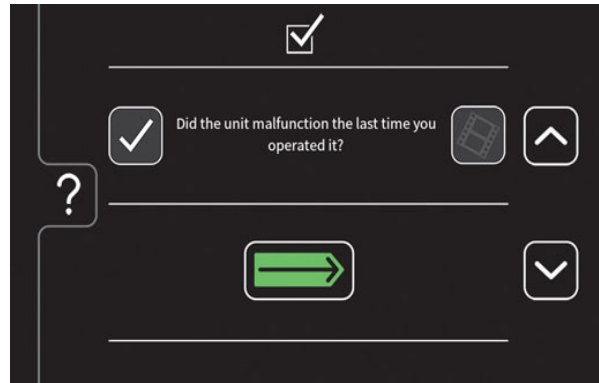 Did the unit malfunction the last time you
operated it?
?